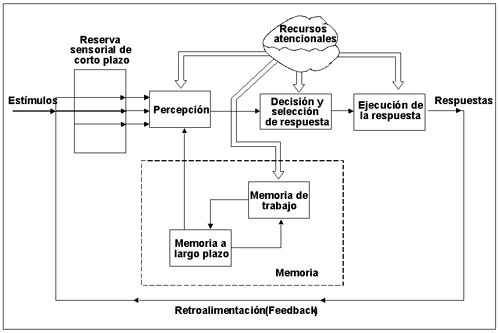 Recursos
atencionales
Reserva
sensorial de
corto plazo
Estímulos
Percepción
Decisión y
selección
de respuesta
Ejecución de
la respuesta
Respuestas
Memoria de
trabajo
Memoria a
largo plazo
Memoria
Retroalimentación(Feedback)